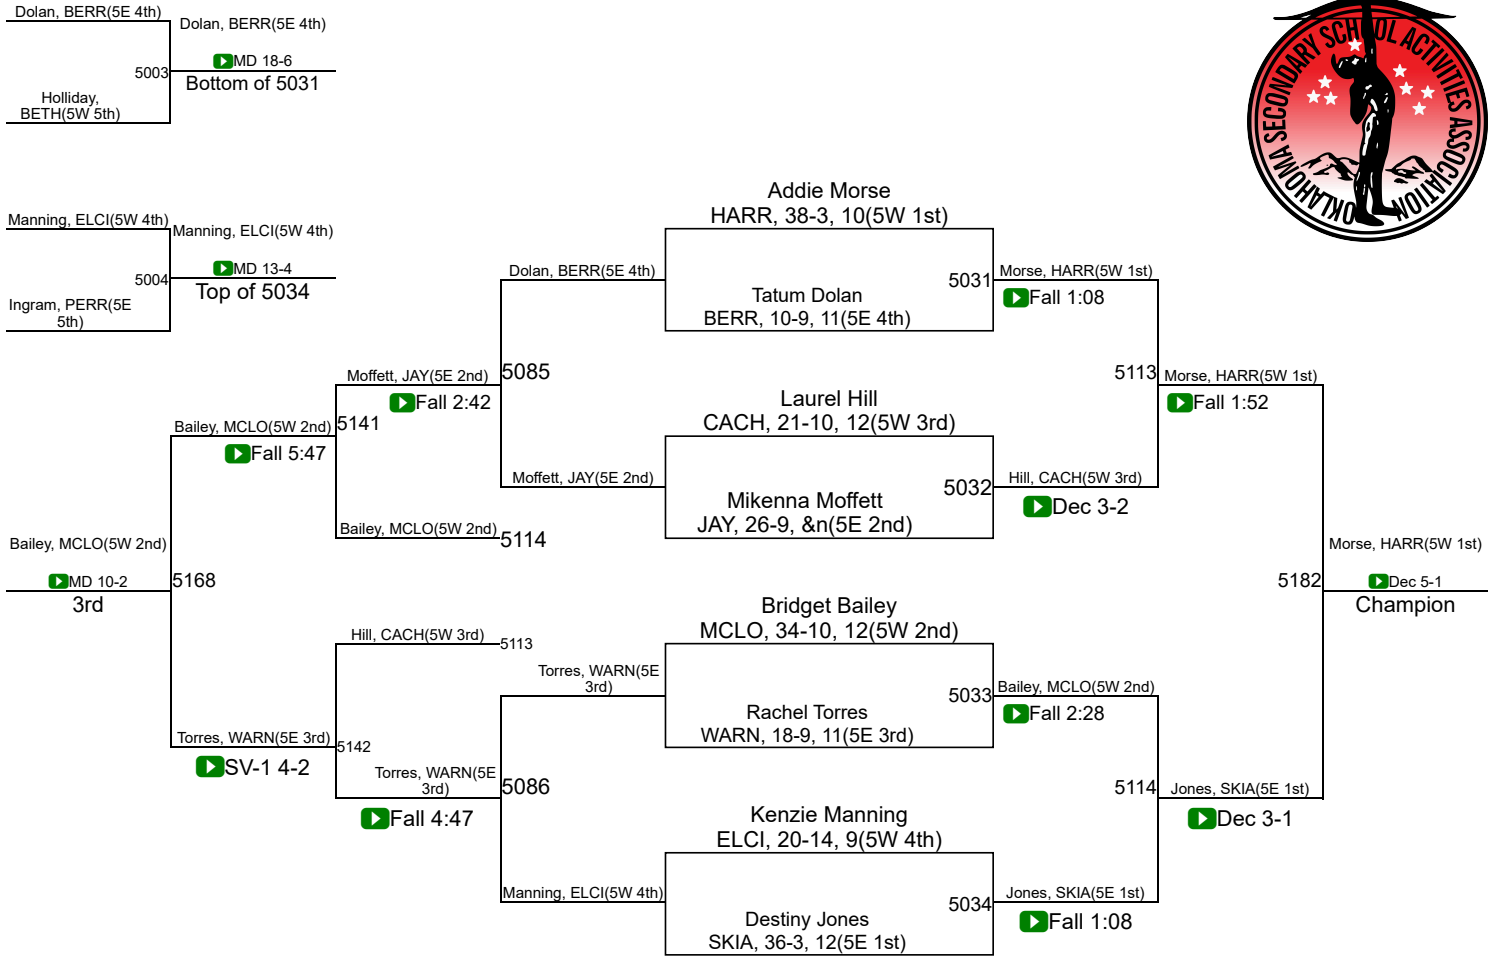 Dolan, BERR(5E 4th)
Dolan, BERR(5E 4th)
MD 18-6
5003
Bottom of 5031
Holliday,
BETH(5W 5th)
OKLAHOMA SECONDARY SCHOOL ACTIVITIES ASSOCIATION
Manning, ELCI(5W 4th)
Manning, ELCI(5W 4th)
MD 13-4
5004
Top of 5034
Ingram, PERR(5E
5th)
Addie Morse
HARR, 38-3, 10(5W 1st)
Dolan, BERR(5E 4th)
5031
Morse, HARR(5W 1st)
Fall 1:08
Tatum Dolan
BERR, 10-9, 11(5E 4th)
Moffett, JAY(5E 2nd)
5085
Fall 2:42
5113
Morse, HARR(5W 1st)
Fall 1:52
Laurel Hill
CACH, 21-10, 12(5W 3rd)
Bailey, MCLO(5W 2nd)
5141
Fall 5:47
Moffett, JAY(5E 2nd)
5032
Hill, CACH(5W 3rd)
Dec 3-2
Mikenna Moffett
JAY, 26-9, &n(5E 2nd)
Bailey, MCLO(5W 2nd)
5114
Bailey, MCLO(5W 2nd)
MD 10-2
3rd
5168
Morse, HARR(5W 1st)
5182
Dec 5-1
Champion
Bridget Bailey
MCLO, 34-10, 12(5W 2nd)
Hill, CACH(5W 3rd)
5113
Torres, WARN(5E
3rd)
5033
Bailey, MCLO(5W 2nd)
Fall 2:28
Rachel Torres
WARN, 18-9, 11(5E 3rd)
Torres, WARN(5E 3rd)
5142
SV-1 4-2
Torres, WARN(5E
3rd)
5086
Fall 4:47
5114
Jones, SKIA(5E 1st)
Dec 3-1
Kenzie Manning
ELCI, 20-14, 9(5W 4th)
Manning, ELCI(5W 4th)
5034
Jones, SKIA(5E 1st)
Fall 1:08
Destiny Jones
SKIA, 36-3, 12(5E 1st)